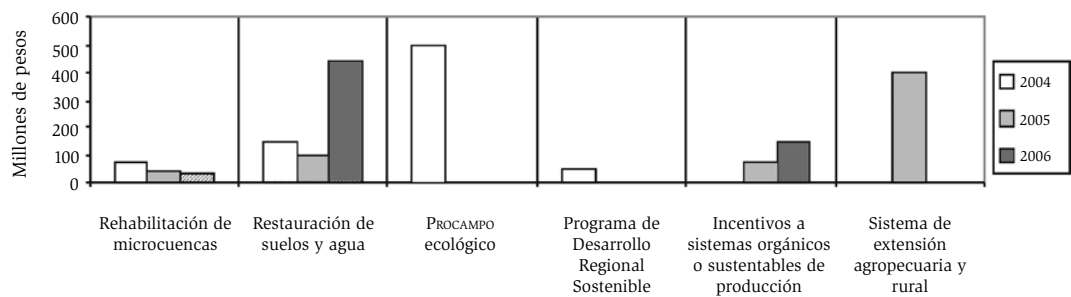 Millones de pesos
600
500
400
300
200
100
0
2004
2005
2006
Rehabilitación de
microcuencas
Restauración de
suelos y agua
PROCAMPO
ecológico
Programa de
Desarrollo
Regional
Sostenible
Incentivos a
sistemas orgánicos
o sustentables de
producción
Sistema de
extensión
agropecuaria y
rural